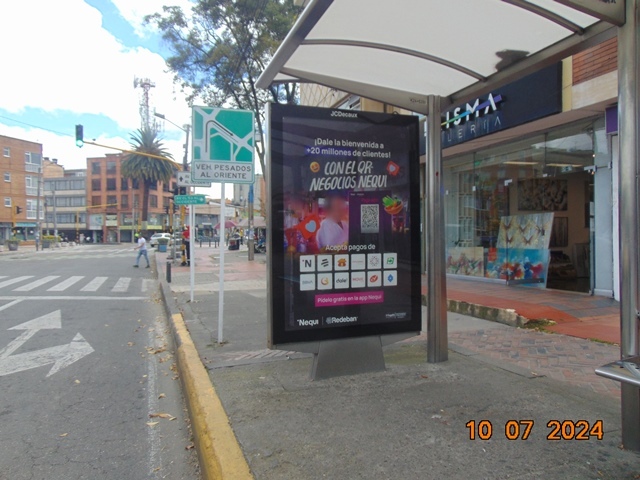 JCDecaux
¡Dale la bienvenida a
+20 millones de clientes!
CON EL QR
NEGOCIOS NEQUI
Acepta pagos de
Pídelo gratis en la app Nequi
Nequi
Redeban
VEH. PESADOS
AL ORIENTE
ISMA
UERIA
10 07 2024